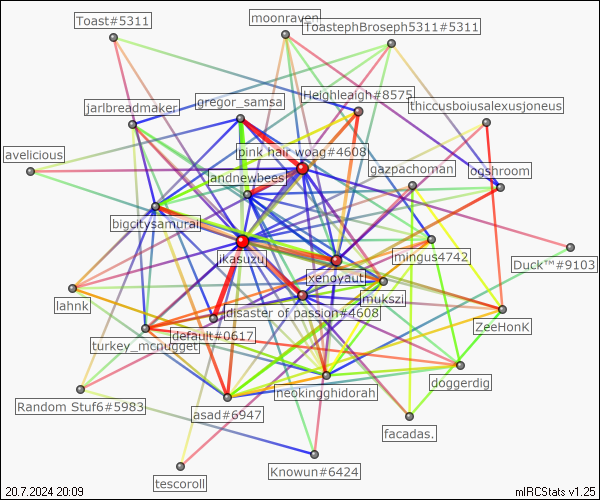 Toast#5311
moonraven
ToastephBroseph5311#5311
jarlbreadmaker
gregor_samsa
Heighleaigh#8575
thiccusboiusalexusjoneus
avelicious
pink hair woag#4608
gazpachoman
ogshroom
landnewbees
bigcitysamurai
ikasuzu
xendyaut
mingus4742
Duck™#9103
lahnk
disaster of passion#4608
mukszi
ZeeHonK
turkey_mcnugget
default#0617
doggerdig
neokingghidorah
Random Stuf6#5983
asad#6947
facadas.
Knowun#6424
tescoroll
20.7.2024 20:09
mIRCStats v1.25